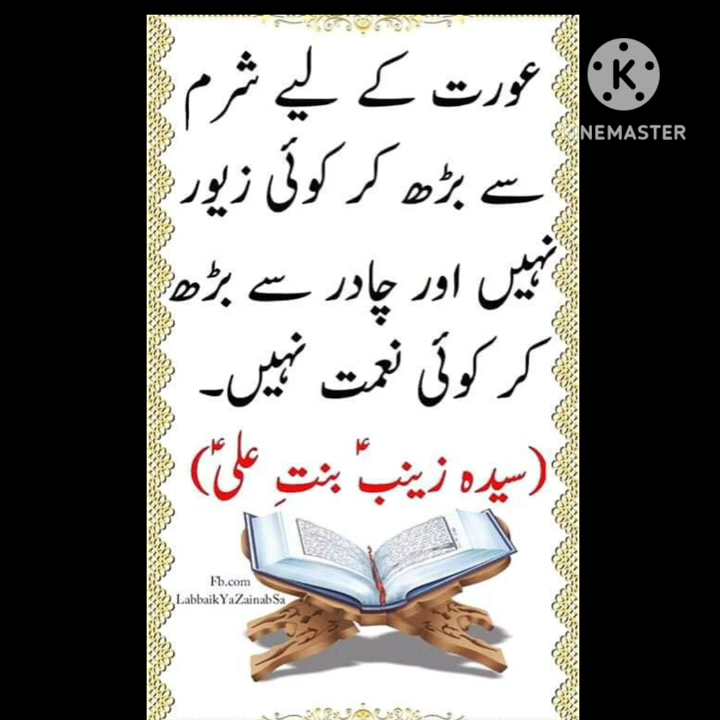 عورت کے لیے شرم
سے بڑھ کر کوئی زیور
نہیں اور چادر سے بڑھ
کر کوئی نعمت نہیں۔
(سیدہ زینبؑ بنتِ علیؑ)
Fb.com
LabbaikYaZainabSa
KINEMASTER